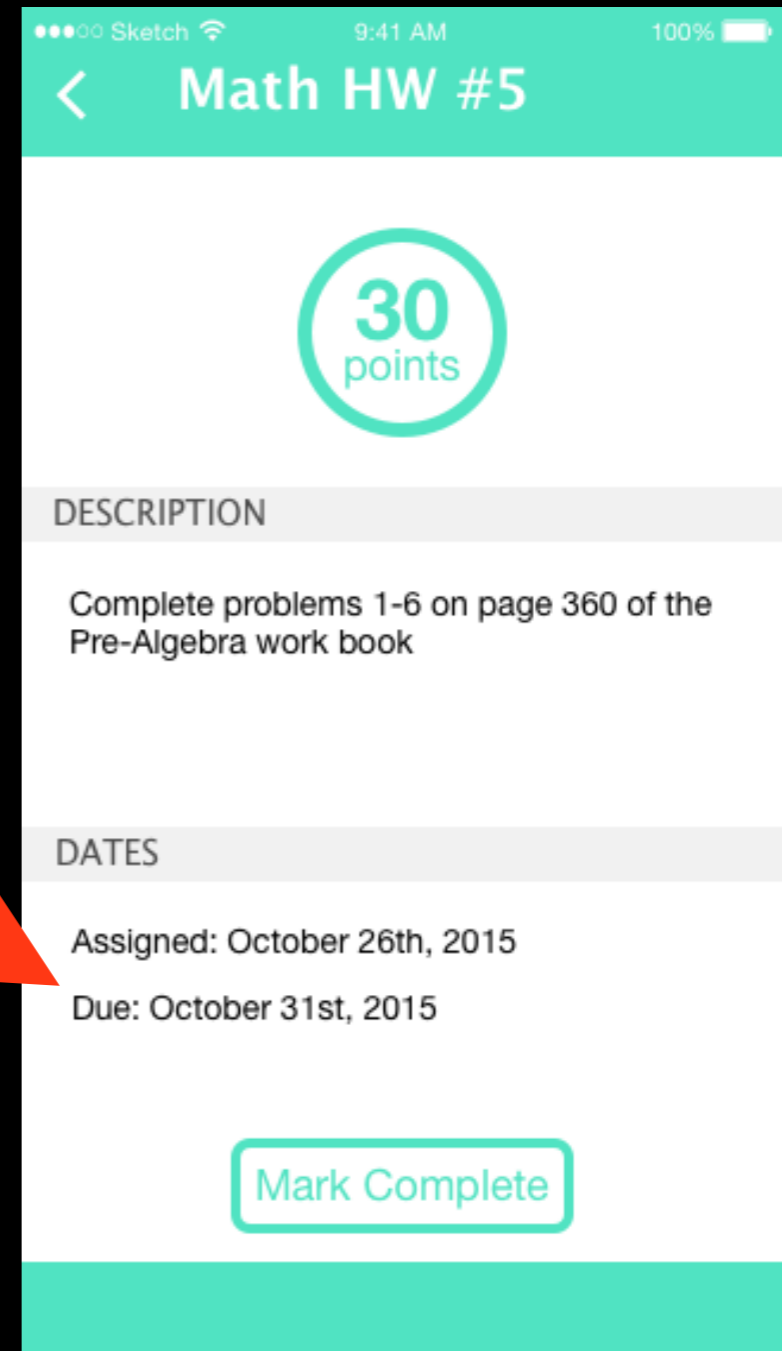 Sketch 9:41 AM 100%
Math HW #5
30
points
DESCRIPTION
Complete problems 1-6 on page 360 of the
Pre-Algebra work book
DATES
Assigned: October 26th, 2015
Due: October 31st, 2015
Mark Complete